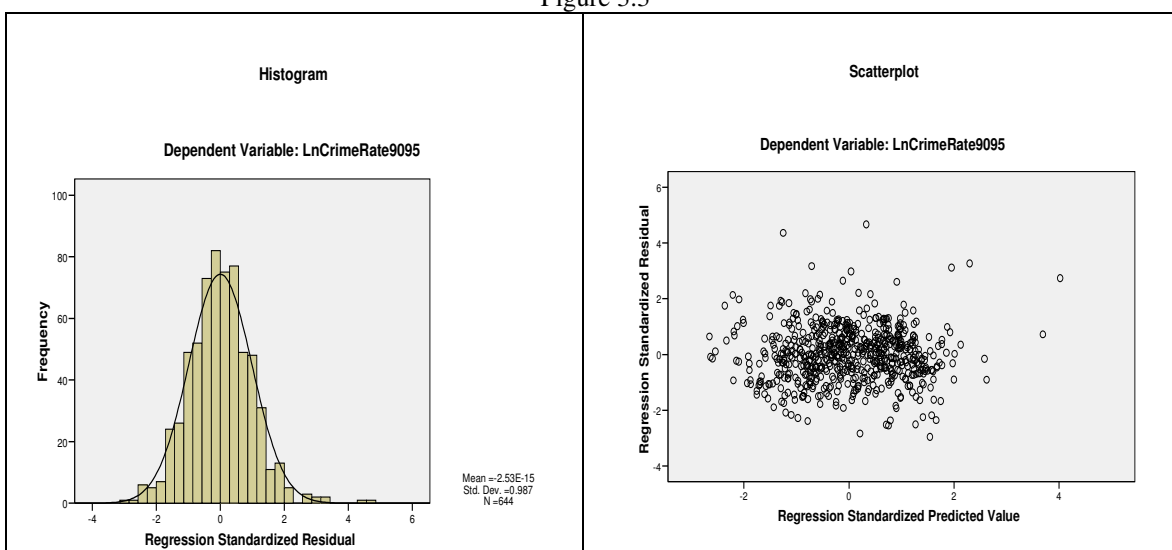 Figure 3.3
Histogram
Dependent Variable: LnCrimeRate9095
100
80
60
40
20
0
Frequency
-4 -2 0 2 4 6
Regression Standardized Residual
Mean =-2.53E-15
Std. Dev. =0.987
N =644
Scatterplot
Dependent Variable: LnCrimeRate9095
6
4
2
0
-2
-4
Regression Standardized Residual
-2 0 2 4
Regression Standardized Predicted Value